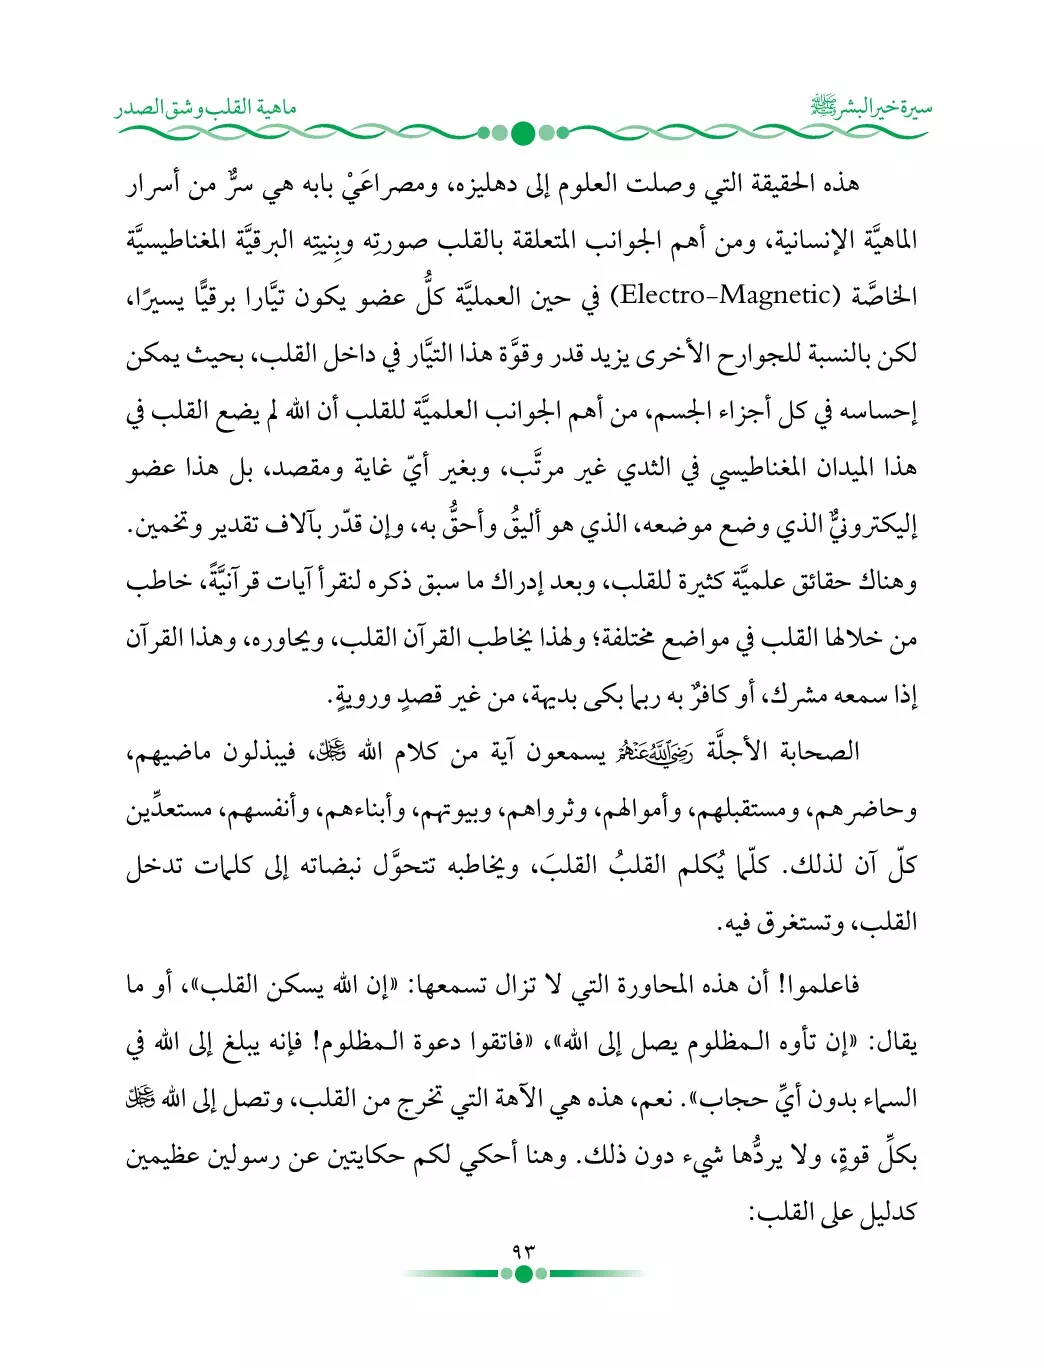 سيرة خير البشر ﷺ
ماهية القلب وشق الصدر
هذه الحقيقة التي وصلت العلوم إلى دهليزه، ومصراعَيْ بابه هي سرٌّ من أسرار
الماهيَّة الإنسانية، ومن أهم الجوانب المتعلقة بالقلب صورتِه وبِنيتِه البرقيَّة المغناطيسيَّة
الخاصَّة (Electro-Magnetic) في حين العمليَّة كلُّ عضو يكون تيَّارا برقيًّا يسيرًا،
لكن بالنسبة للجوارح الأخرى يزيد قدر وقوَّة هذا التيَّار في داخل القلب، بحيث يمكن
إحساسه في كل أجزاء الجسم، من أهم الجوانب العلميَّة للقلب أن الله لم يضع القلب في
هذا الميدان المغناطيسي في الثدي غير مرتَّب، وبغير أيّ غاية ومقصد، بل هذا عضو
إليكترونيٌّ الذي وضع موضعه، الذي هو أليقُ وأحقُّ به، وإن قدّر بآلاف تقدير وتخمين.
وهناك حقائق علميَّة كثيرة للقلب، وبعد إدراك ما سبق ذكره لنقرأ آيات قرآنيَّةً، خاطب
من خلالها القلب في مواضع مختلفة؛ ولهذا يخاطب القرآن القلب، ويحاوره، وهذا القرآن
إذا سمعه مشرك، أو كافرٌ به ربما بكى بديهة، من غير قصدٍ ورويةٍ.
الصحابة الأجلَّة رضي الله عنهم يسمعون آية من كلام الله عز وجل، فيبذلون ماضيهم،
وحاضرهم، ومستقبلهم، وأموالهم، وثرواهم، وبيوتهم، وأبناءهم، وأنفسهم، مستعدِّين
كلّ آن لذلك. كلّما يُكلم القلبُ القلبَ، ويخاطبه تتحوَّل نبضاته إلى كلمات تدخل
القلب، وتستغرق فيه.
فاعلموا! أن هذه المحاورة التي لا تزال تسمعها: «إن الله يسكن القلب»، أو ما
يقال: «إن تأوه الـمظلوم يصل إلى الله»، «فاتقوا دعوة الـمظلوم! فإنه يبلغ إلى الله في
السماء بدون أيِّ حجاب». نعم، هذه هي الآهة التي تخرج من القلب، وتصل إلى الله عز وجل
بكلِّ قوةٍ، ولا يردُّها شيء دون ذلك. وهنا أحكي لكم حكايتين عن رسولين عظيمين
كدليل على القلب:
٩٣